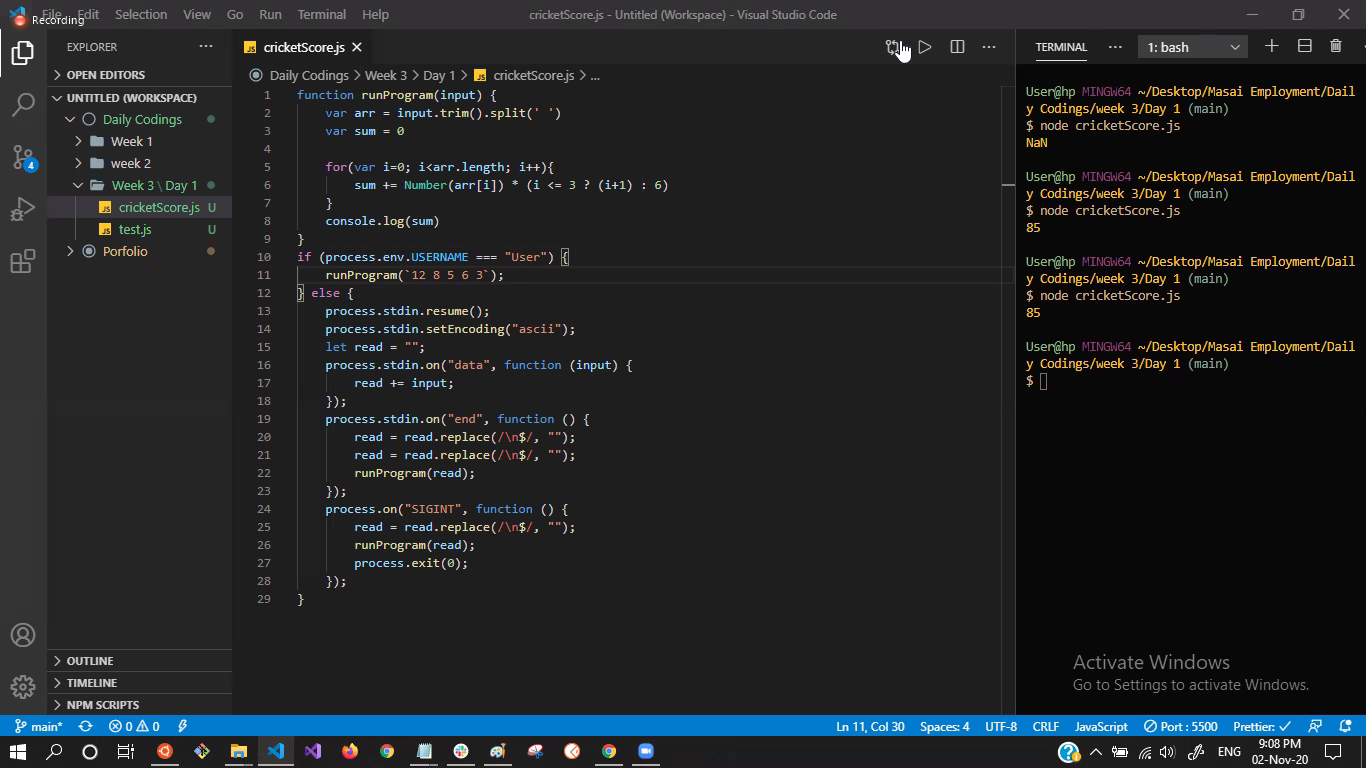 File Edit Selection View Go Run Terminal Help
Recording
cricketScore.js - Untitled (Workspace) - Visual Studio Code
EXPLORER
OPEN EDITORS
UNTITLED (WORKSPACE)
Daily Codings
Week 1
week 2
Week 3 \ Day 1
cricketScore.js U
test.js U
Porfolio
4
OUTLINE
TIMELINE
NPM SCRIPTS
JS cricketScore.js
Daily Codings > Week 3 > Day 1 > JS cricketScore.js > ...
1 function runProgram(input) {
2 var arr = input.trim().split(' ')
3 var sum = 0
4
5 for(var i=0; i<arr.length; i++){
6 sum += Number(arr[i]) * (i <= 3 ? (i+1) : 6)
7 }
8 console.log(sum)
9 }
10 if (process.env.USERNAME === "User") {
11 runProgram(`12 8 5 6 3`);
12 } else {
13 process.stdin.resume();
14 process.stdin.setEncoding("ascii");
15 let read = "";
16 process.stdin.on("data", function (input) {
17 read += input;
18 });
19 process.stdin.on("end", function () {
20 read = read.replace(/\n$/, "");
21 read = read.replace(/\n$/, "");
22 runProgram(read);
23 });
24 process.on("SIGINT", function () {
25 read = read.replace(/\n$/, "");
26 runProgram(read);
27 process.exit(0);
28 });
29 }
TERMINAL
1: bash
User@hp MINGW64 ~/Desktop/Masai Employment/Dail
y Codings/week 3/Day 1 (main)
$ node cricketScore.js
NaN
User@hp MINGW64 ~/Desktop/Masai Employment/Dail
y Codings/week 3/Day 1 (main)
$ node cricketScore.js
85
User@hp MINGW64 ~/Desktop/Masai Employment/Dail
y Codings/week 3/Day 1 (main)
$ node cricketScore.js
85
User@hp MINGW64 ~/Desktop/Masai Employment/Dail
y Codings/week 3/Day 1 (main)
$
Activate Windows
Go to Settings to activate Windows.
main* 0 0 Ln 11, Col 30 Spaces: 4 UTF-8 CRLF JavaScript Port : 5500 Prettier:
ENG
9:08 PM
02-Nov-20